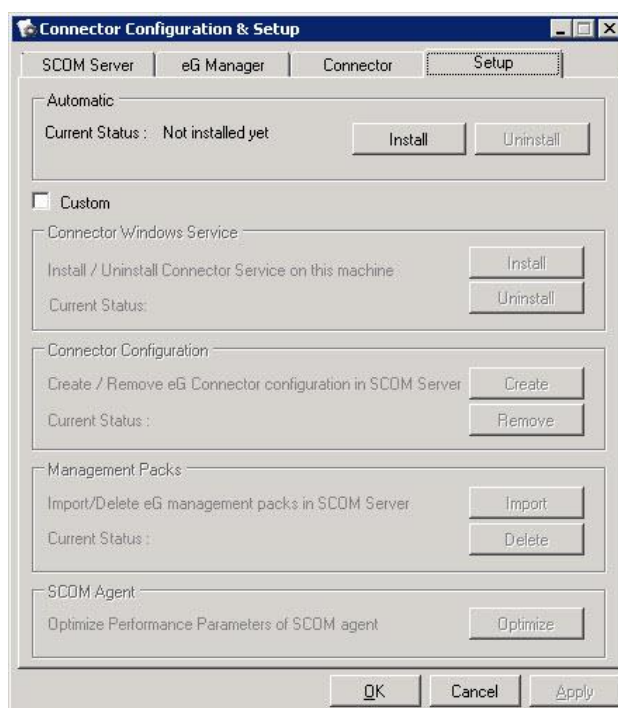 Connector Configuration & Setup
SCOM Server eG Manager Connector Setup
Automatic
Current Status : Not installed yet Install Uninstall
Custom
Connector Windows Service
Install / Uninstall Connector Service on this machine Install
Current Status: Uninstall
Connector Configuration
Create / Remove eG Connector configuration in SCOM Server Create
Current Status : Remove
Management Packs
Import/Delete eG management packs in SCOM Server Import
Current Status : Delete
SCOM Agent
Optimize Performance Parameters of SCOM agent Optimize
OK Cancel Apply